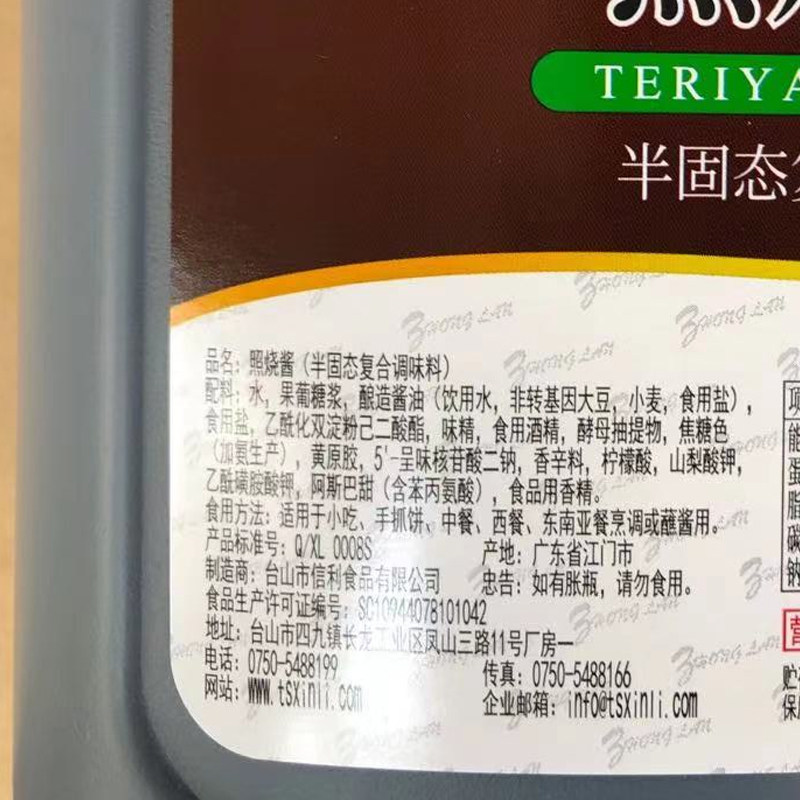 TERIYA
半固态
ZHONG LAN
品名：照烧酱（半固态复合调味料）
配料：水，果葡糖浆，酿造酱油（饮用水，非转基因大豆，小麦，食用盐），
食用盐，乙酰化双淀粉己二酸酯，味精，食用酒精，酵母抽提物，焦糖色
（加氨生产），黄原胶，5'-呈味核苷酸二钠，香辛料，柠檬酸，山梨酸钾，
乙酰磺胺酸钾，阿斯巴甜（含苯丙氨酸），食品用香精。
食用方法：适用于小吃、手抓饼、中餐、西餐、东南亚餐烹调或蘸酱用。
产品标准号：Q/XL 0008S 产地：广东省江门市
制造商：台山市信利食品有限公司 忠告：如有胀瓶，请勿食用。
食品生产许可证编号：SC10944078101042
地址：台山市四九镇长龙工业区凤山三路11号厂房一
电话：0750-5488199 传真：0750-5488166
网站：www.tsxinli.com 企业邮箱：info@tsxinli.com
项
能
蛋
脂
碳
钠
营
贮
保